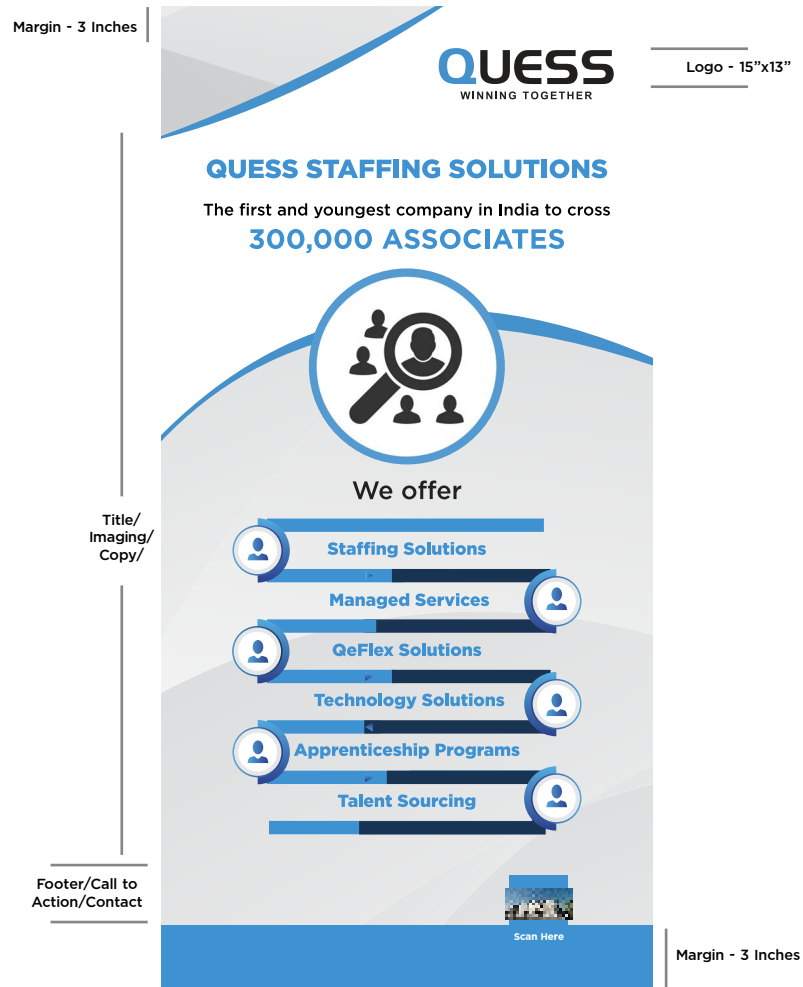 Margin - 3 Inches
QUESS
WINNING TOGETHER
Logo - 15”x13”
QUESS STAFFING SOLUTIONS
The first and youngest company in India to cross
300,000 ASSOCIATES
We offer
Title/
Imaging/
Copy/
Staffing Solutions
Managed Services
QeFlex Solutions
Technology Solutions
Apprenticeship Programs
Talent Sourcing
Footer/Call to
Action/Contact
Scan Here
Margin - 3 Inches